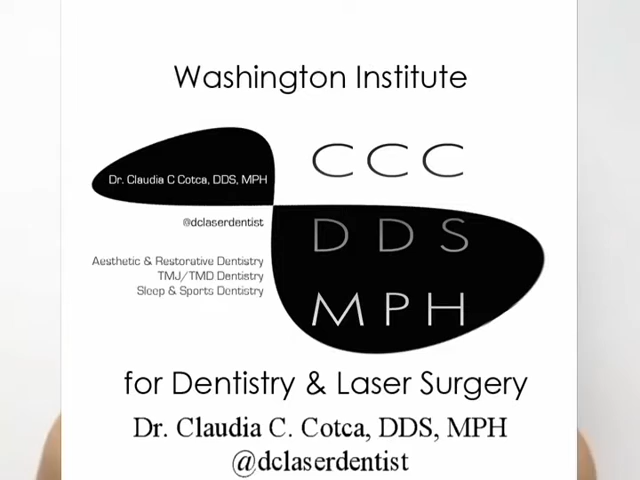 Washington Institute
Dr. Claudia C Cotca, DDS, MPH
CCC
@dclaserdentist
DDS
Aesthetic & Restorative Dentistry
TMJ/TMD Dentistry
Sleep & Sports Dentistry
MPH
for Dentistry & Laser Surgery
Dr. Claudia C. Cotca, DDS, MPH
@dclaserdentist